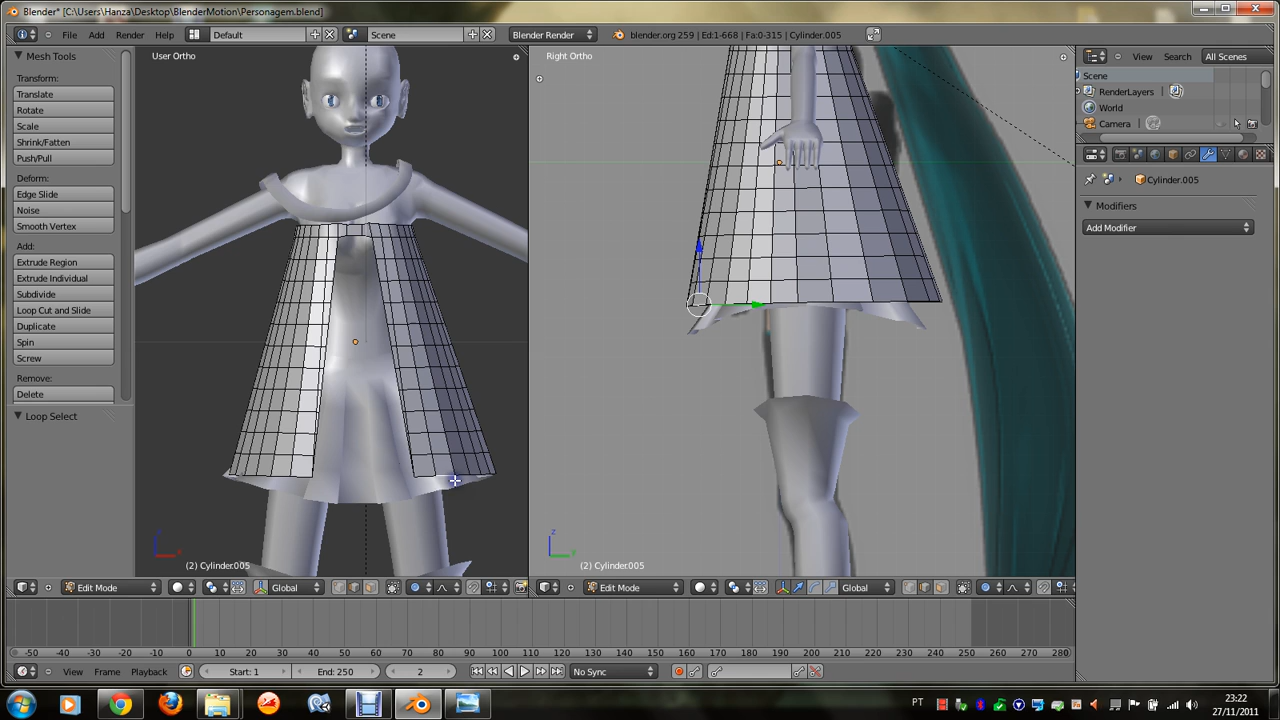 Blender* [C:\Users\Hanza\Desktop\BlenderMotion\Personagem.blend]
File Add Render Help Default Scene Blender Render blender.org 259 | Ed:1-668 | Fa:0-315 | Cylinder.005
Mesh Tools
Transform:
Translate
Rotate
Scale
Shrink/Fatten
Push/Pull
Deform:
Edge Slide
Noise
Smooth Vertex
Add:
Extrude Region
Extrude Individual
Subdivide
Loop Cut and Slide
Duplicate
Spin
Screw
Remove:
Delete
Loop Select
User Ortho
(2) Cylinder.005
Edit Mode Global
Right Ortho
z
y
(2) Cylinder.005
Edit Mode Global
View Search All Scenes
Scene
RenderLayers
World
Camera
Cylinder.005
Modifiers
Add Modifier
-50 -40 -30 -20 -10 0 10 20 30 40 50 60 70 80 90 100 110 120 130 140 150 160 170 180 190 200 210 220 230 240 250 260 270 280
View Frame Playback Start: 1 End: 250 2 No Sync
PT
23:22
27/11/2011